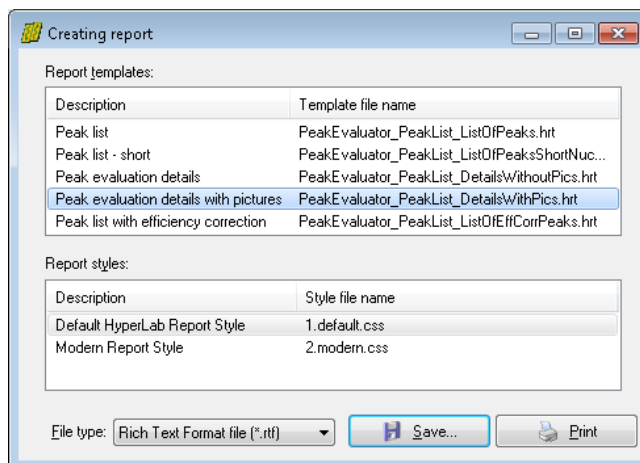 Creating report
Report templates:
Description Template file name
Peak list PeakEvaluator_PeakList_ListOfPeaks.hrt
Peak list - short PeakEvaluator_PeakList_ListOfPeaksShortNuc...
Peak evaluation details PeakEvaluator_PeakList_DetailsWithoutPics.hrt
Peak evaluation details with pictures PeakEvaluator_PeakList_DetailsWithPics.hrt
Peak list with efficiency correction PeakEvaluator_PeakList_ListOfEffCorrPeaks.hrt
Report styles:
Description Style file name
Default HyperLab Report Style 1.default.css
Modern Report Style 2.modern.css
File type: Rich Text Format file (*.rtf) Save... Print